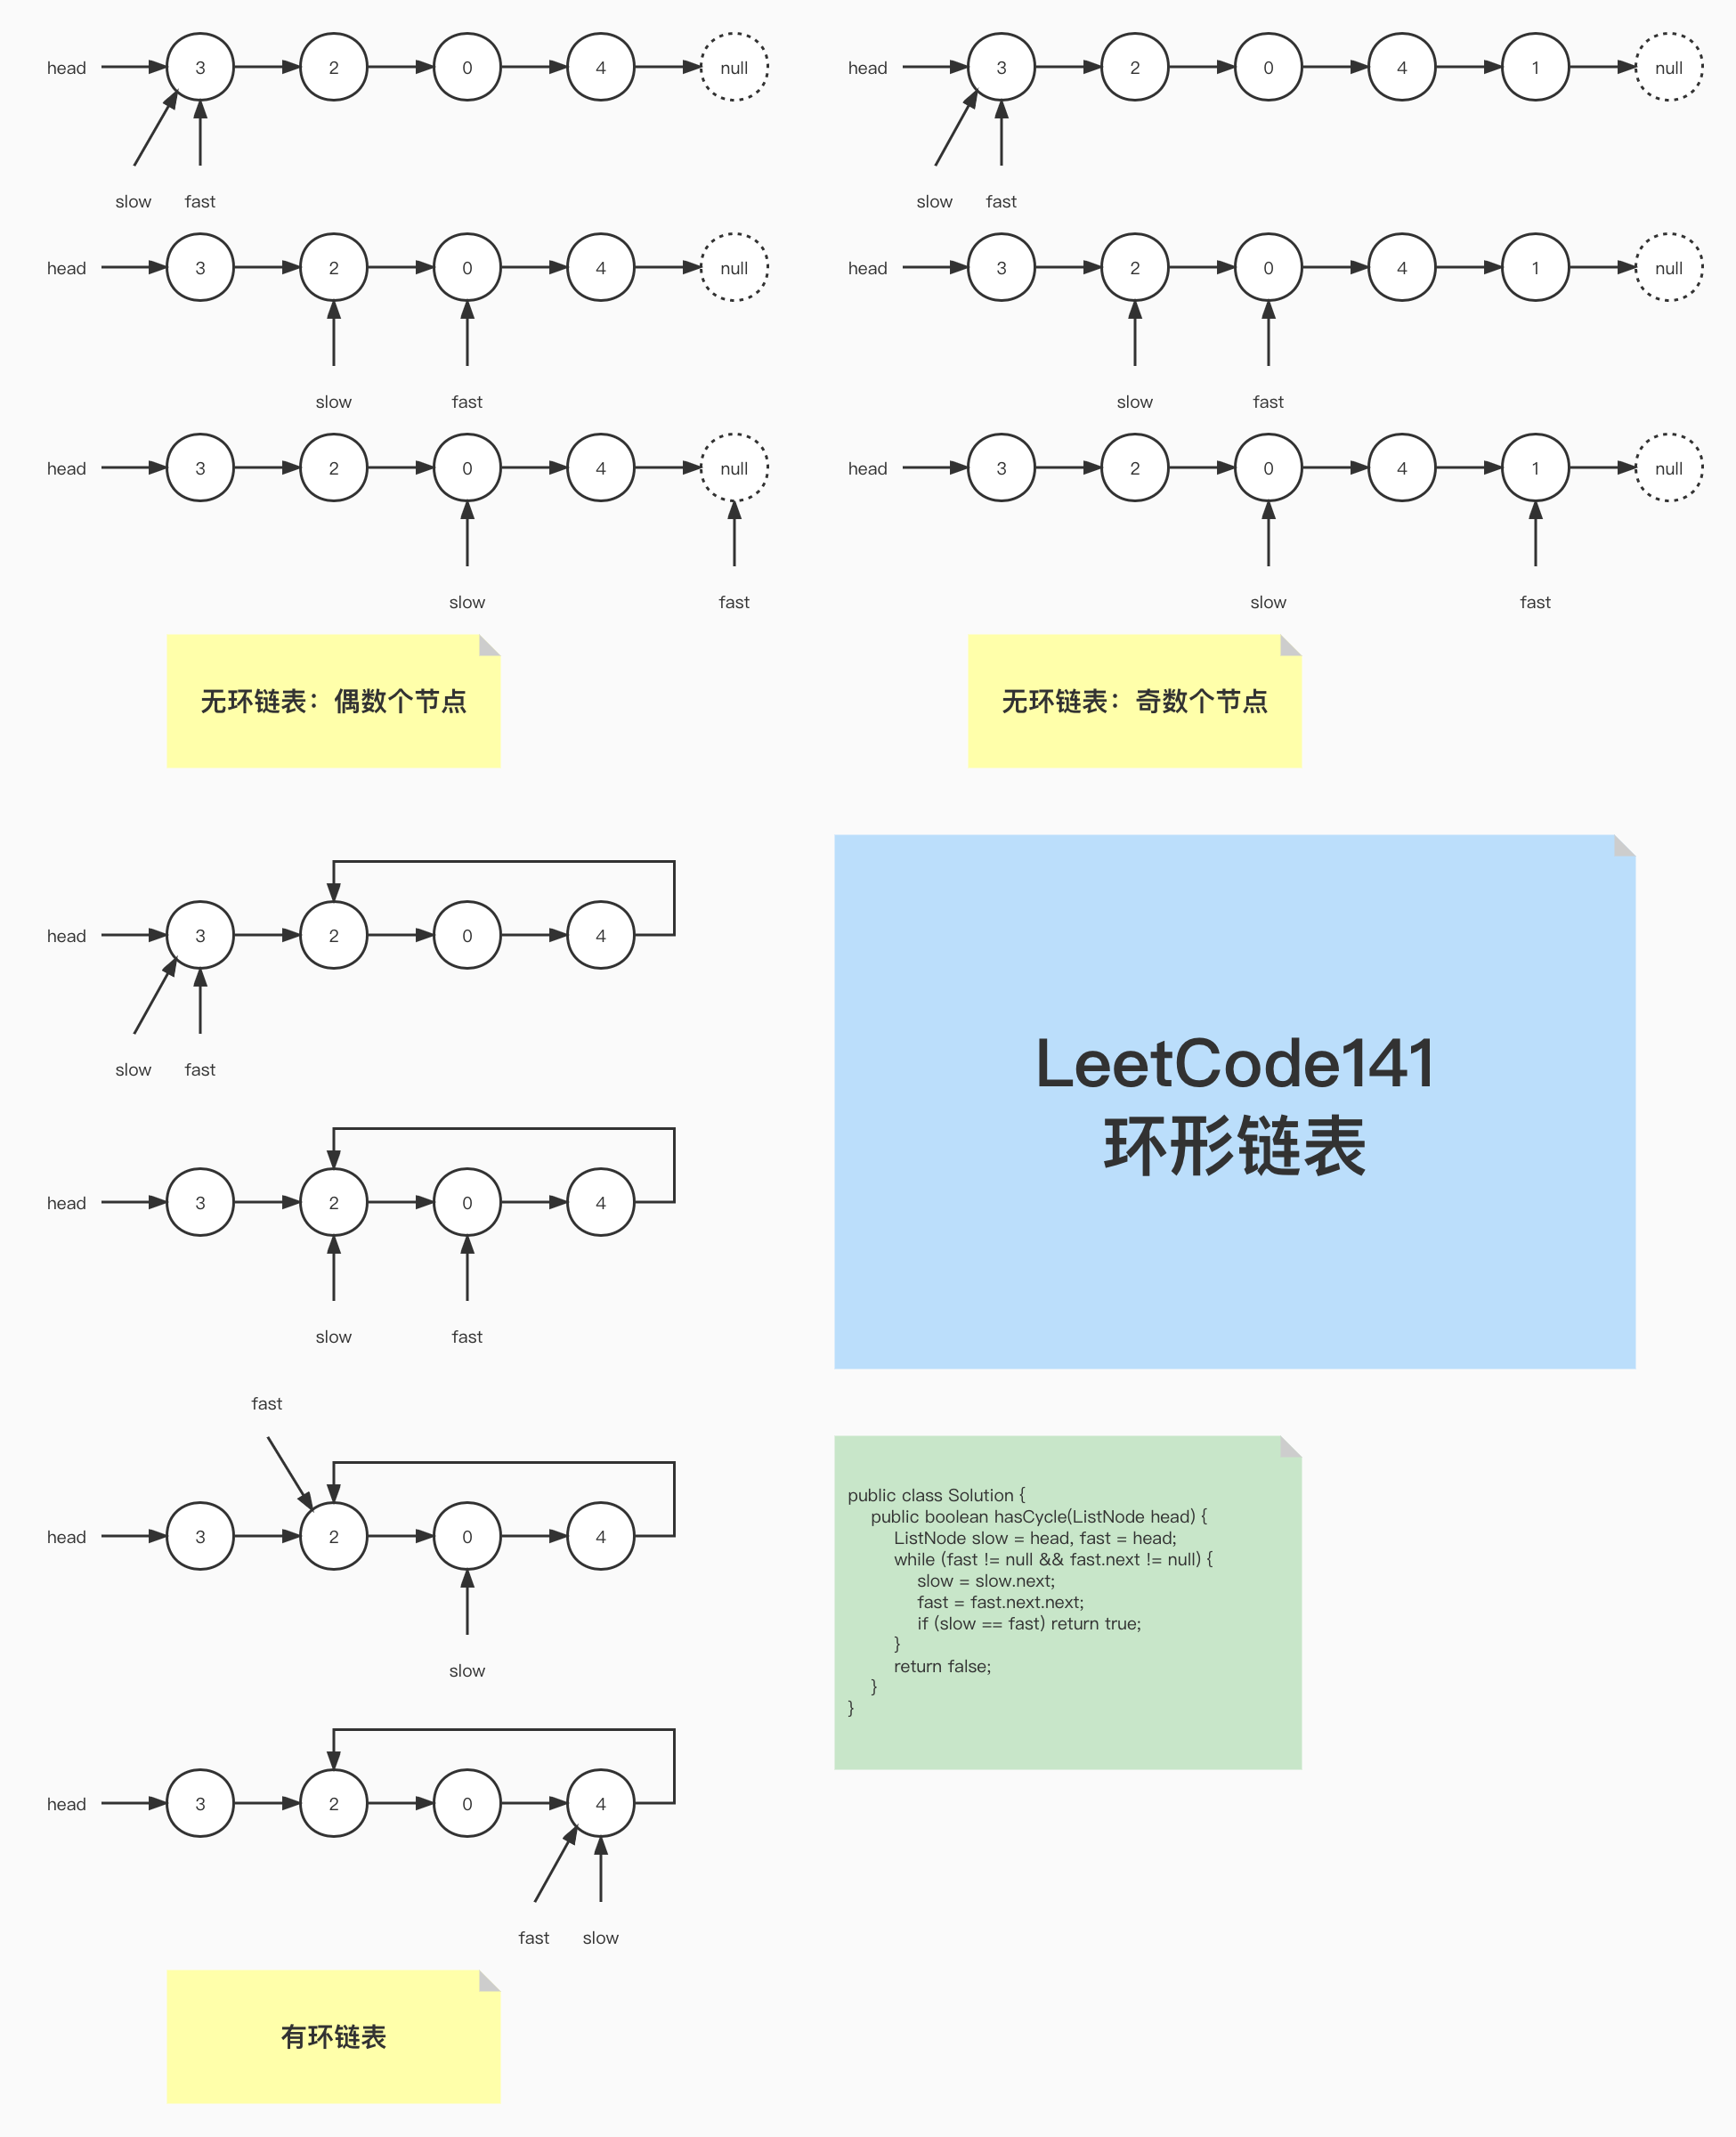 head 3 2 0 4 null
slow fast
head 3 2 0 4 null
slow fast
head 3 2 0 4 null
slow fast
无环链表：偶数个节点
head 3 2 0 4 1 null
slow fast
head 3 2 0 4 1 null
slow fast
head 3 2 0 4 1 null
slow fast
无环链表：奇数个节点
head 3 2 0 4
slow fast
head 3 2 0 4
slow fast
fast
head 3 2 0 4
slow
head 3 2 0 4
fast slow
有环链表
LeetCode141
环形链表
public class Solution {
public boolean hasCycle(ListNode head) {
ListNode slow = head, fast = head;
while (fast != null && fast.next != null) {
slow = slow.next;
fast = fast.next.next;
if (slow == fast) return true;
}
return false;
}
}